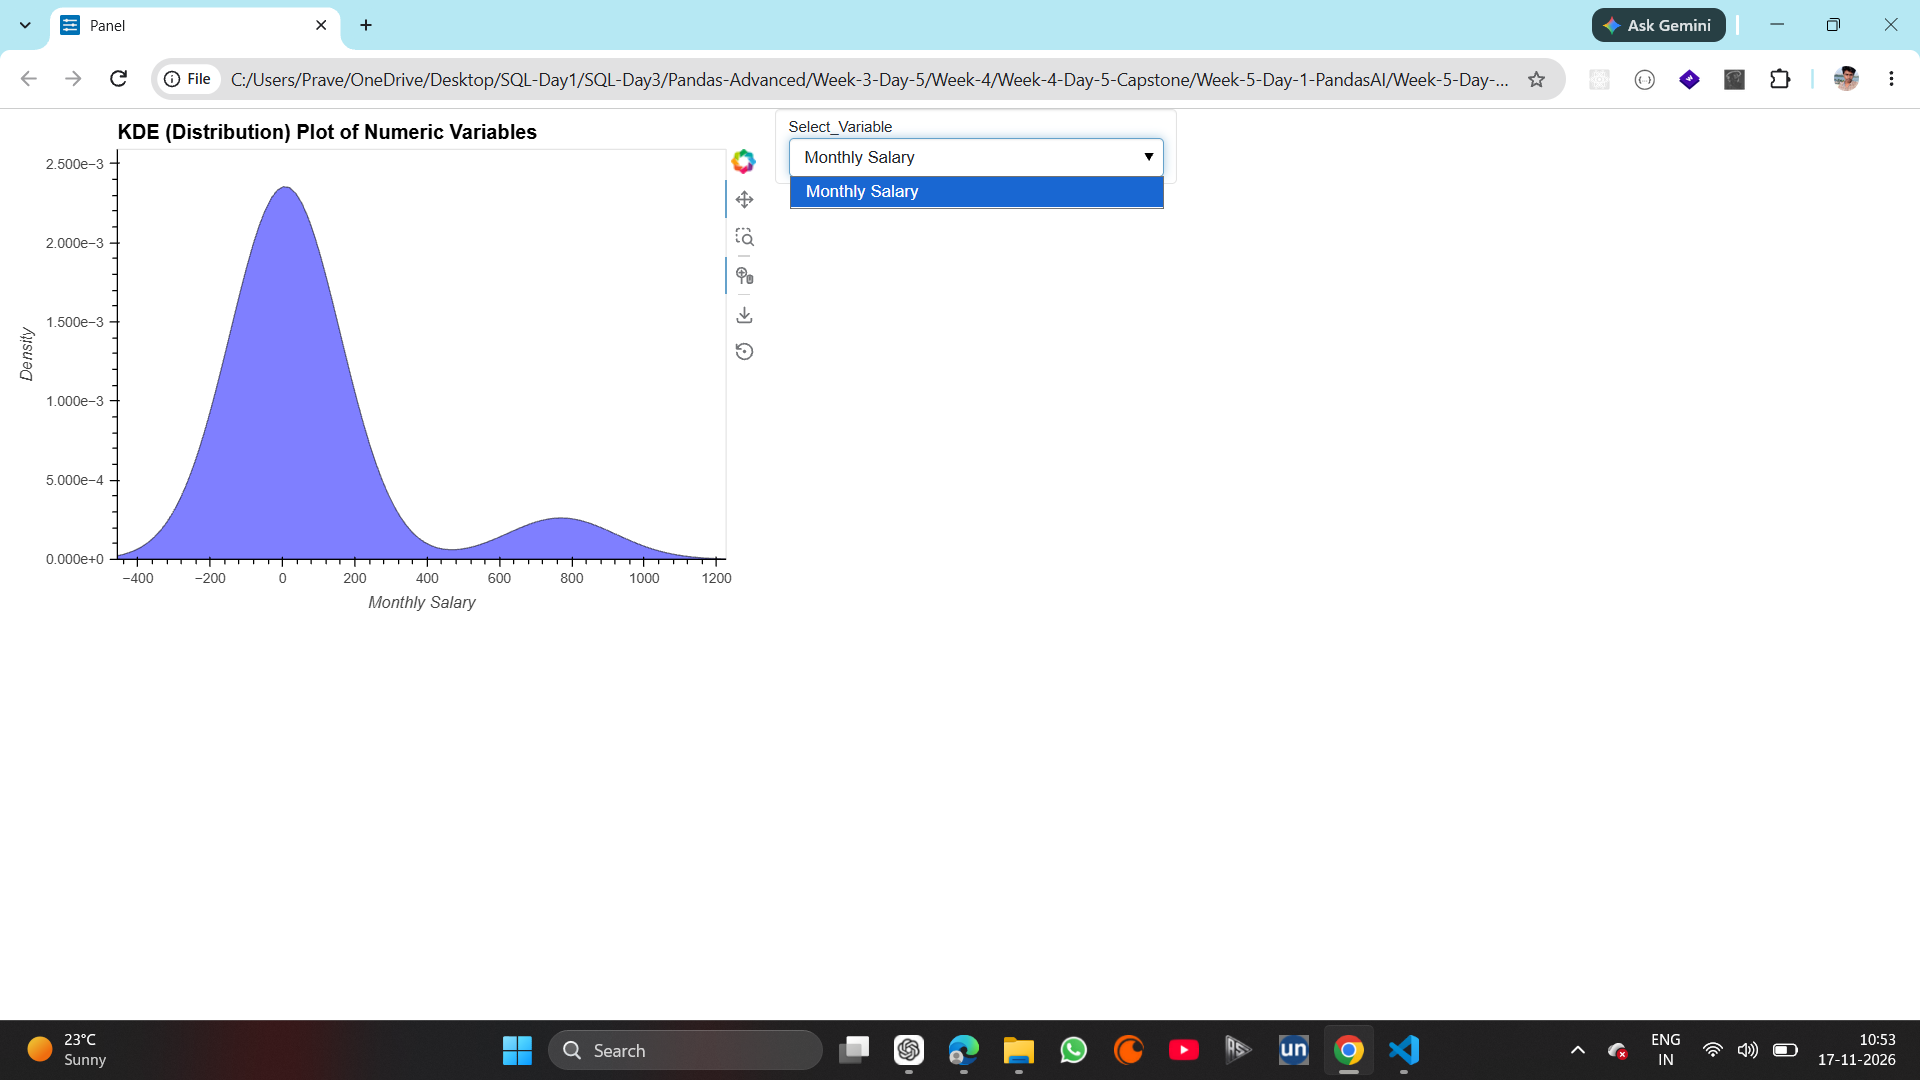 Panel
Ask Gemini
File
C:/Users/Prave/OneDrive/Desktop/SQL-Day1/SQL-Day3/Pandas-Advanced/Week-3-Day-5/Week-4/Week-4-Day-5-Capstone/Week-5-Day-1-PandasAI/Week-5-Day-...
KDE (Distribution) Plot of Numeric Variables
2.500e−3
2.000e−3
1.500e−3
1.000e−3
5.000e−4
0.000e+0
Density
−400 −200 0 200 400 600 800 1000 1200
Monthly Salary
Select_Variable
Monthly Salary
Monthly Salary
23°C
Sunny
Search
un
ENG
IN
10:53
17-11-2026